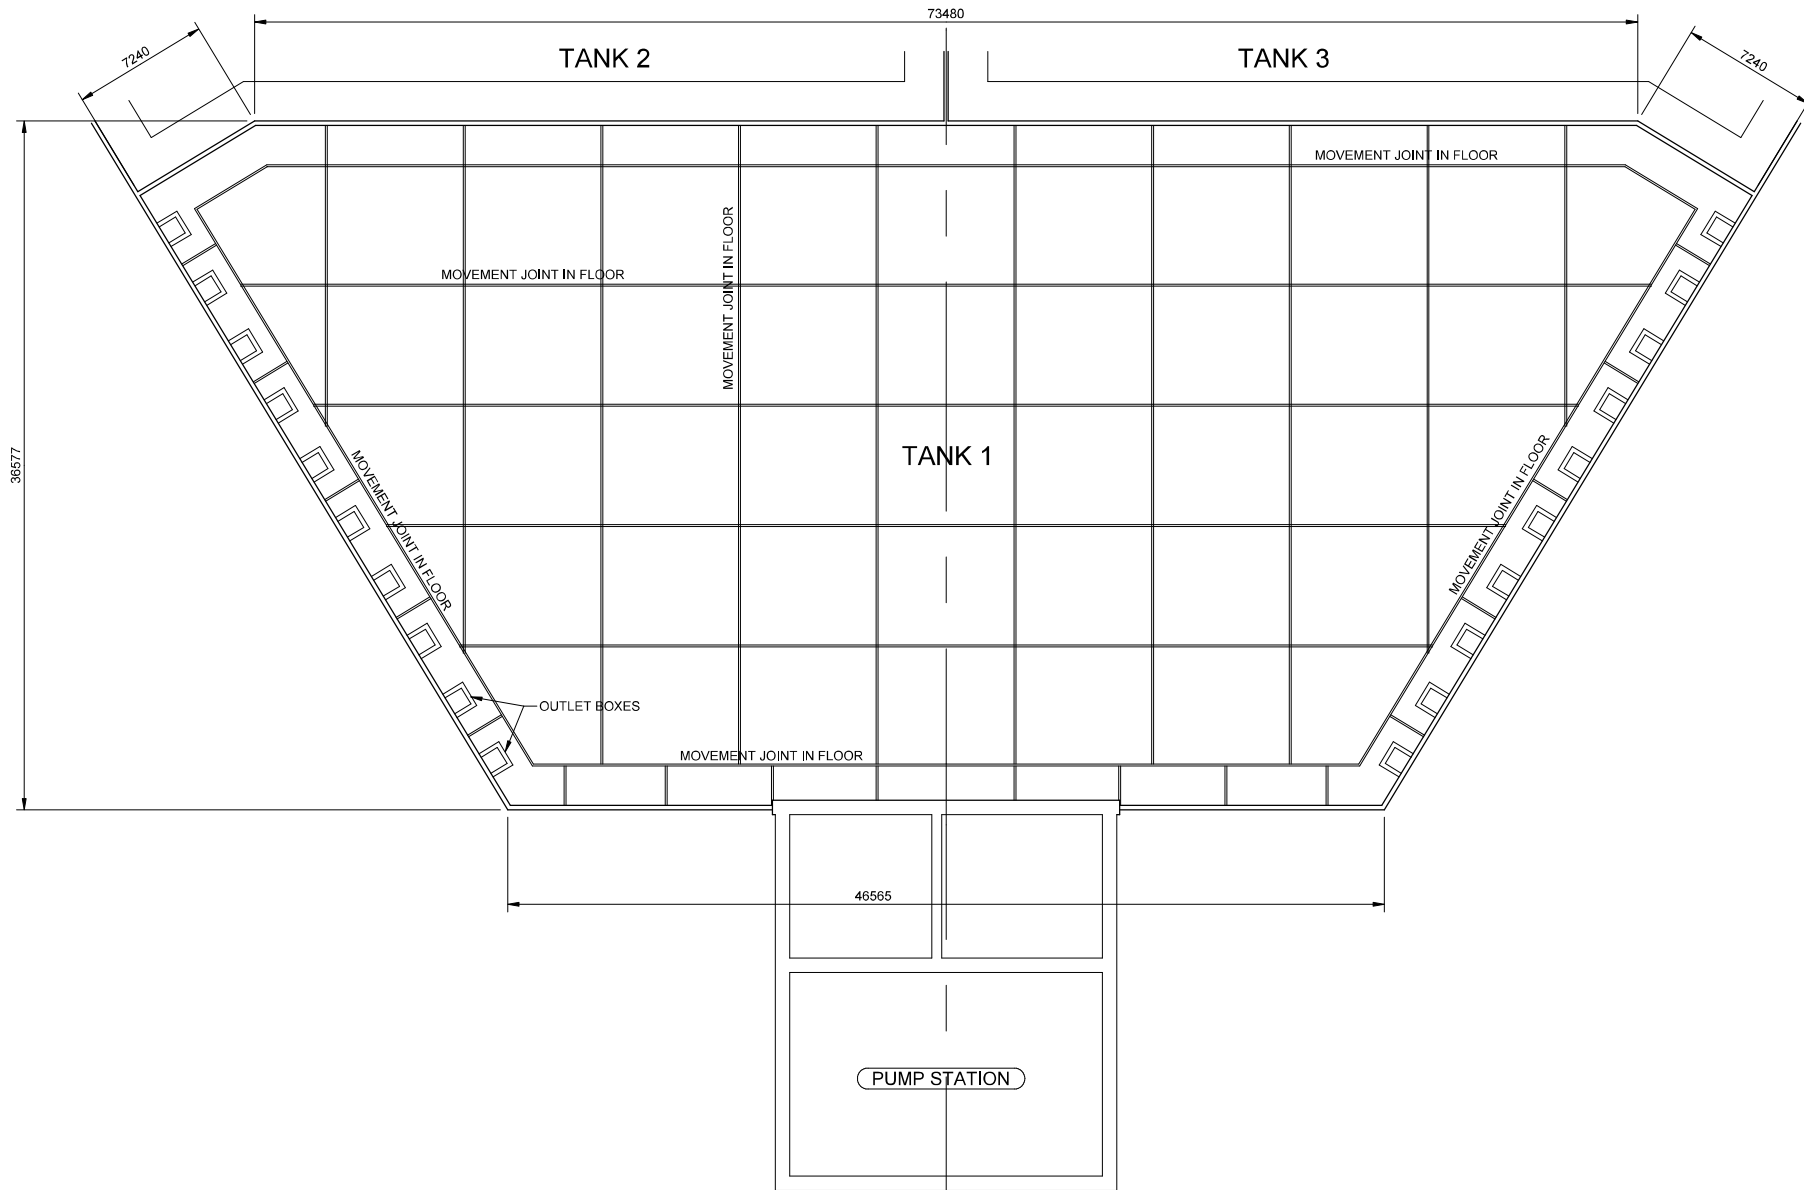 73480
7240
7240
TANK 2
TANK 3
MOVEMENT JOINT IN FLOOR
MOVEMENT JOINT IN FLOOR
MOVEMENT JOINT IN FLOOR
36577
TANK 1
MOVEMENT JOINT IN FLOOR
MOVEMENT JOINT IN FLOOR
OUTLET BOXES
MOVEMENT JOINT IN FLOOR
46565
PUMP STATION